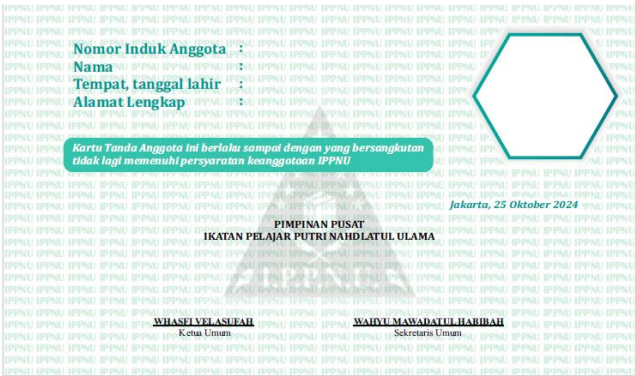 Nomor Induk Anggota :
Nama :
Tempat, tanggal lahir :
Alamat Lengkap :
Kartu Tanda Anggota ini berlaku sampai dengan yang bersangkutan
tidak lagi memenuhi persyaratan keanggotaan IPPNU
Jakarta, 25 Oktober 2024
PIMPINAN PUSAT
IKATAN PELAJAR PUTRI NAHDLATUL ULAMA
I.P.P.N.U
WHASFI VELASUFAH
WAHYU MAWADATUL HABIBAH
Ketua Umum
Sekretaris Umum